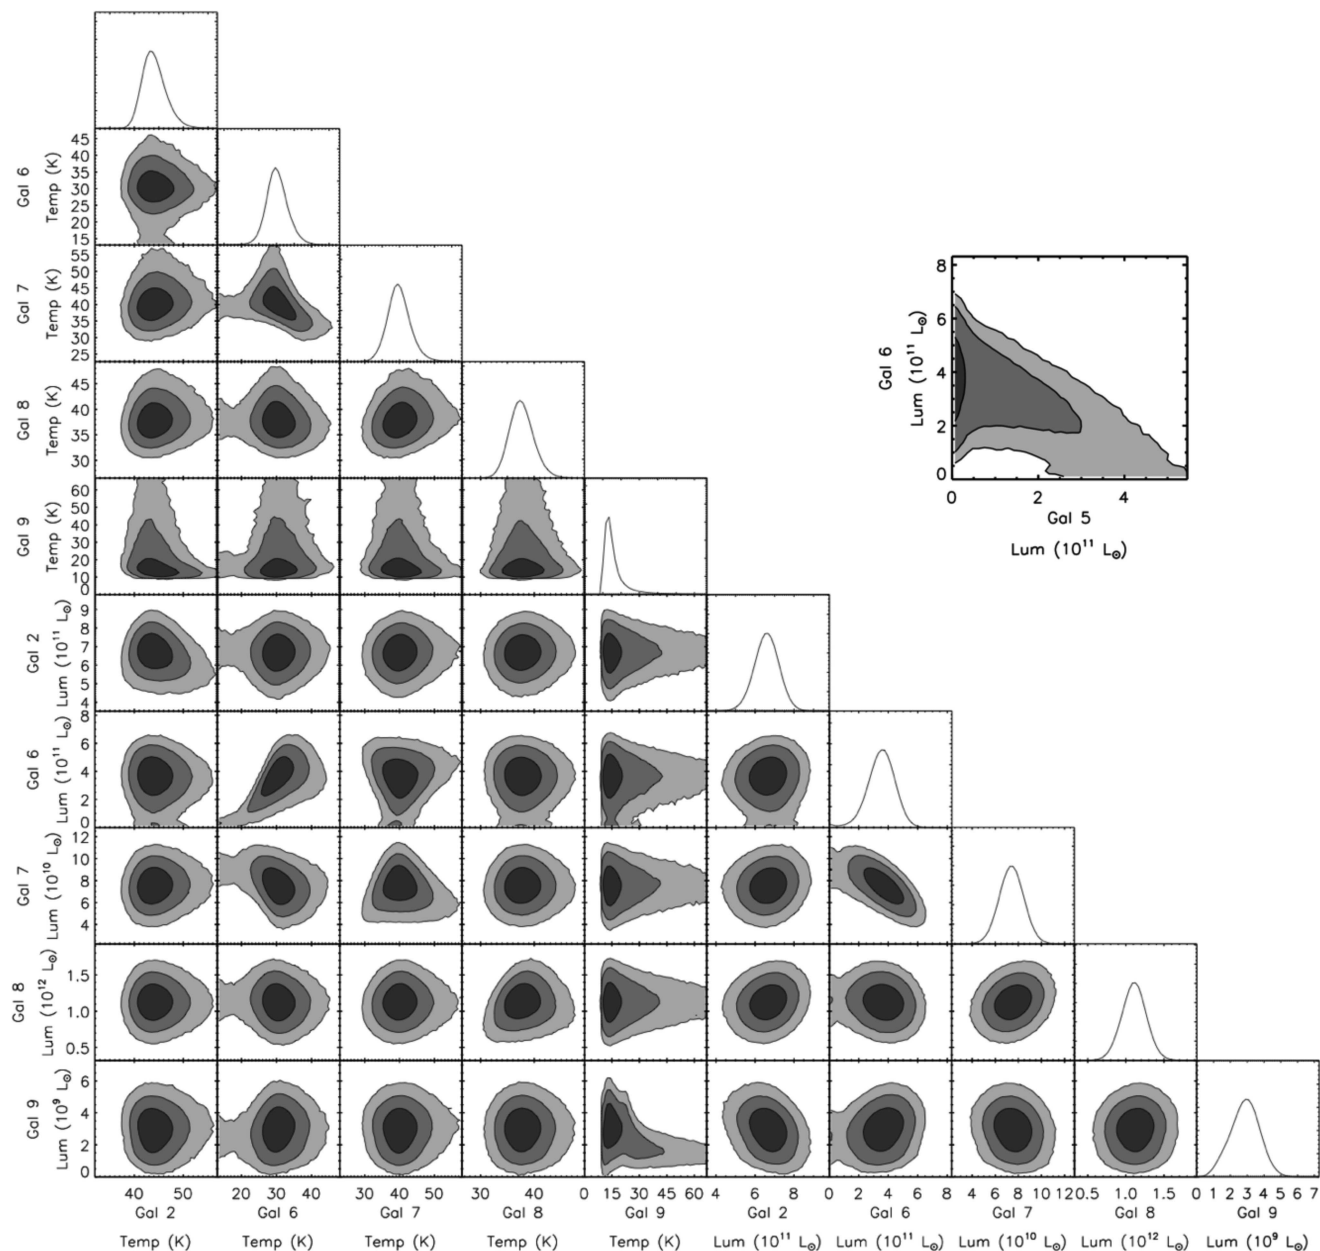 Gal 6
Temp (K)
45
40
35
30
25
20
15
Gal 7
Temp (K)
55
50
45
40
35
30
25
Gal 8
Temp (K)
45
40
35
30
Gal 9
Temp (K)
60
50
40
30
20
10
0
Gal 2
Lum (10¹¹ L⊙)
9
8
7
6
5
4
Gal 6
Lum (10¹¹ L⊙)
8
6
4
2
0
Gal 7
Lum (10¹⁰ L⊙)
12
10
8
6
4
Gal 8
Lum (10¹² L⊙)
1.5
1.0
0.5
Gal 9
Lum (10⁹ L⊙)
6
4
2
0
40 50 20 30 40 30 40 50 30 40 0 15 30 45 60 4 6 8 0 2 4 6 4 6 8 10 12 0.5 1.0 1.5 0 1 2 3 4 5 6 7
Gal 2 Gal 6 Gal 7 Gal 8 Gal 9 Gal 2 Gal 6 Gal 7 Gal 8 Gal 9
Temp (K) Temp (K) Temp (K) Temp (K) Temp (K) Lum (10¹¹ L⊙) Lum (10¹¹ L⊙) Lum (10¹⁰ L⊙) Lum (10¹² L⊙) Lum (10⁹ L⊙)
Gal 6
Lum (10¹¹ L⊙)
8
6
4
2
0
0 2 4
Gal 5
Lum (10¹¹ L⊙)